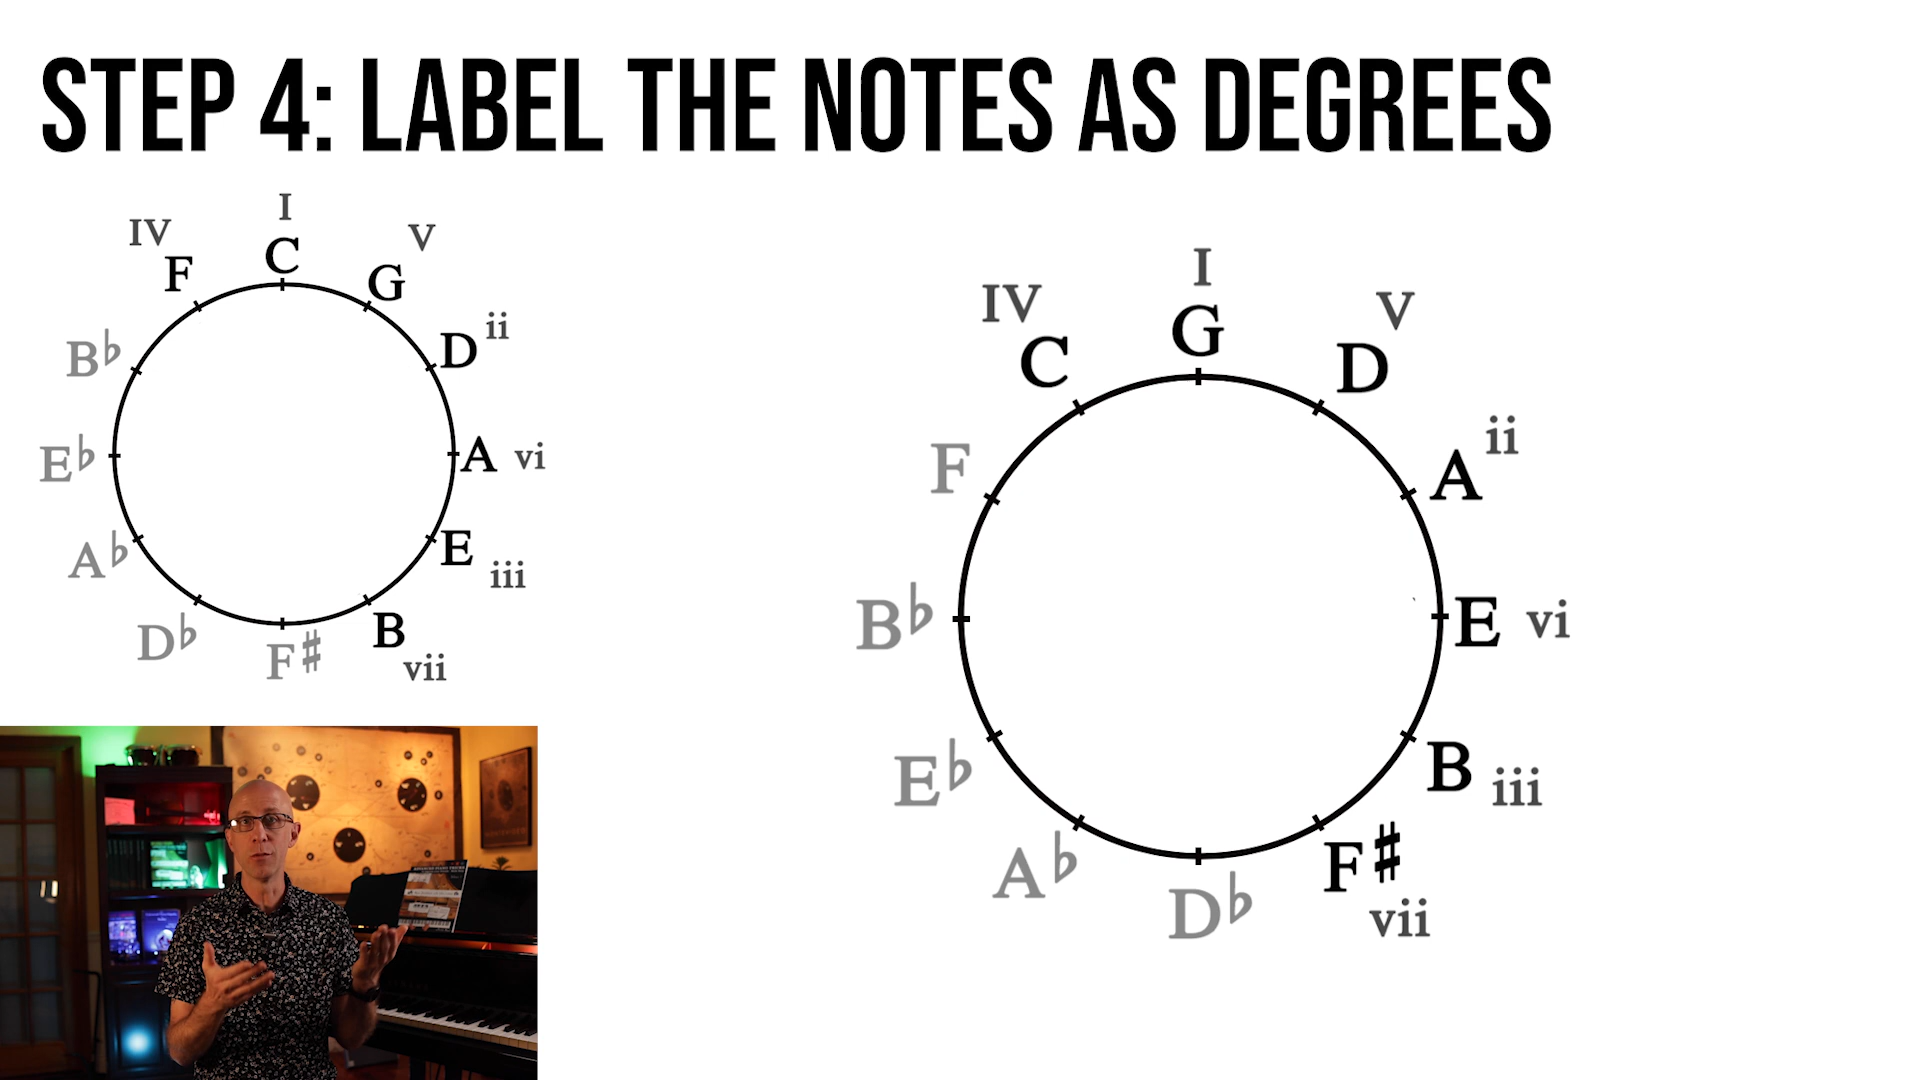 STEP 4: LABEL THE NOTES AS DEGREES
I
IV
V
C
F
G
ii
B♭
D
E♭
A vi
A♭
E
iii
D♭
F♯
B
vii
I
IV
V
G
C
D
ii
F
A
B♭
E vi
E♭
B
iii
A♭
F♯
D♭
vii